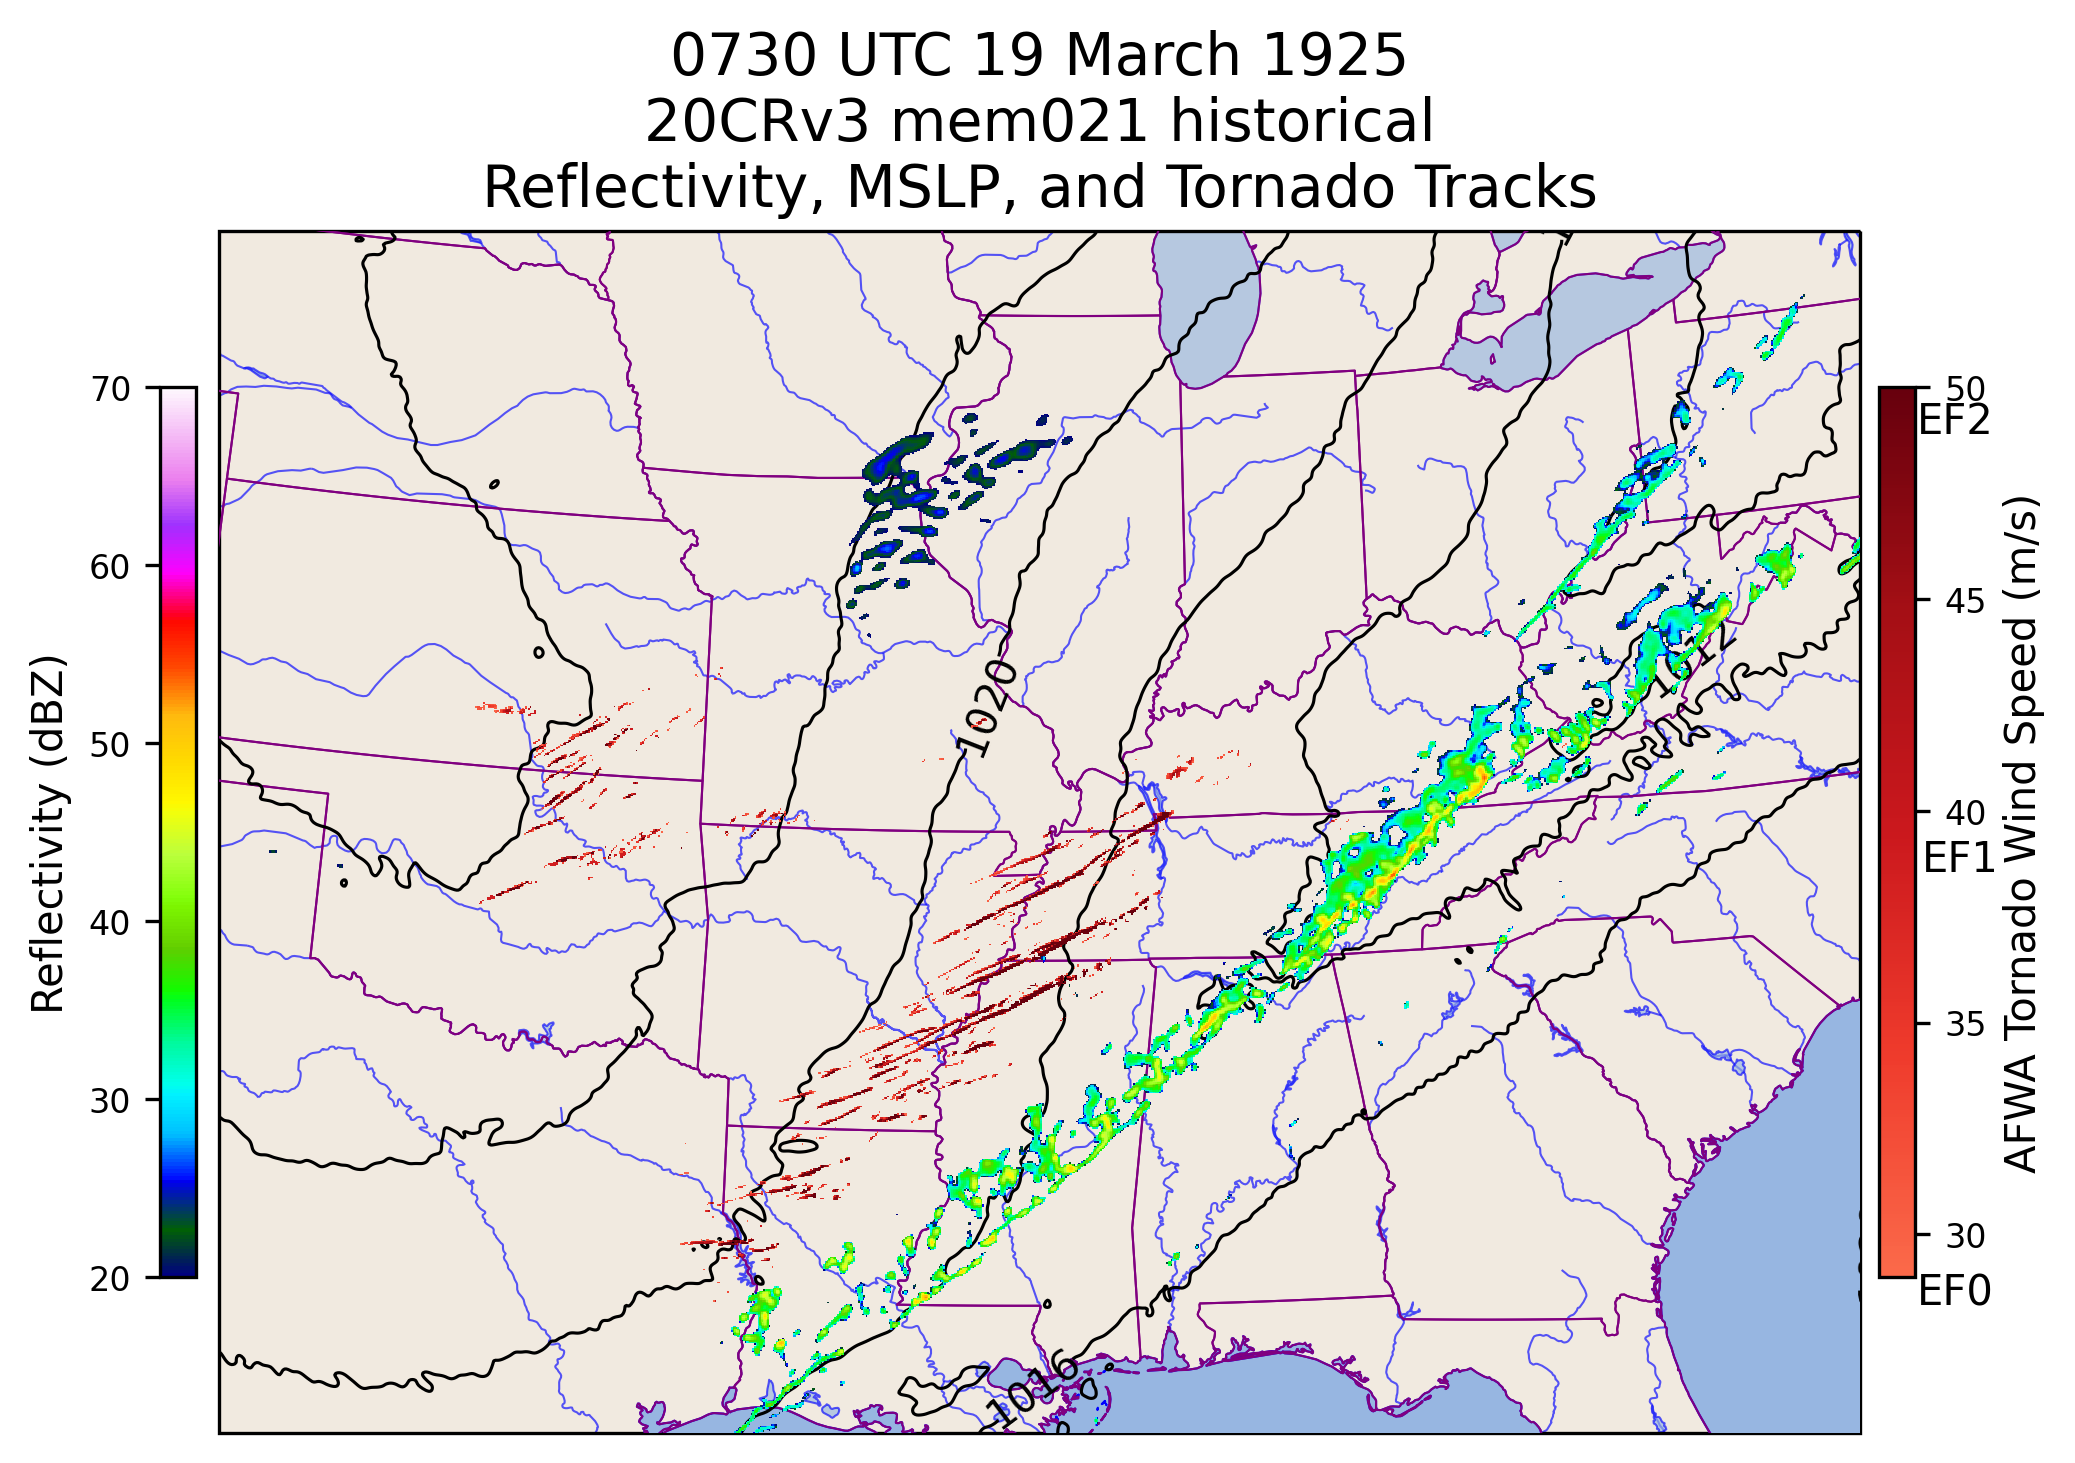 0730 UTC 19 March 1925
20CRv3 mem021 historical
Reflectivity, MSLP, and Tornado Tracks
70
60
50
40
30
20
Reflectivity (dBZ)
1020
1012
1016
50
EF2
45
40
EF1
35
30
EF0
AFWA Tornado Wind Speed (m/s)